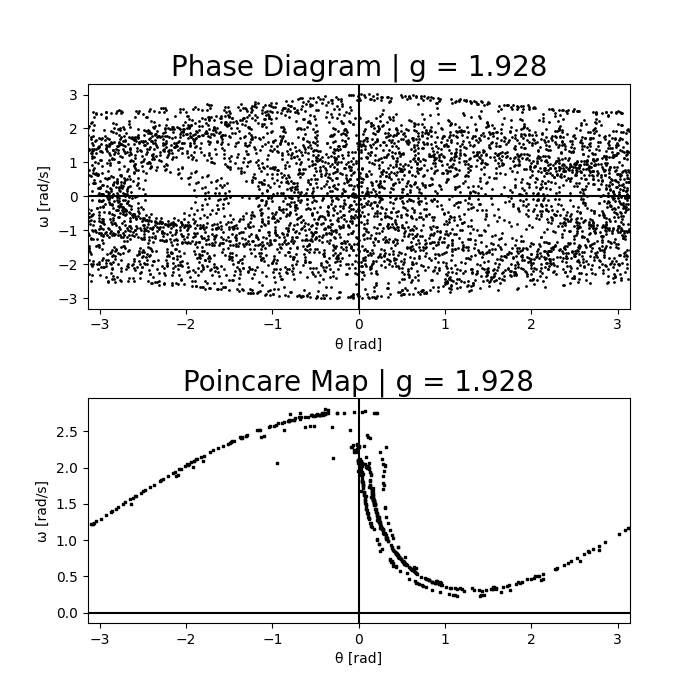 Phase Diagram | g = 1.928
3
2
1
0
−1
−2
−3
ω [rad/s]
−3 −2 −1 0 1 2 3
θ [rad]
Poincare Map | g = 1.928
2.5
2.0
1.5
1.0
0.5
0.0
ω [rad/s]
−3 −2 −1 0 1 2 3
θ [rad]